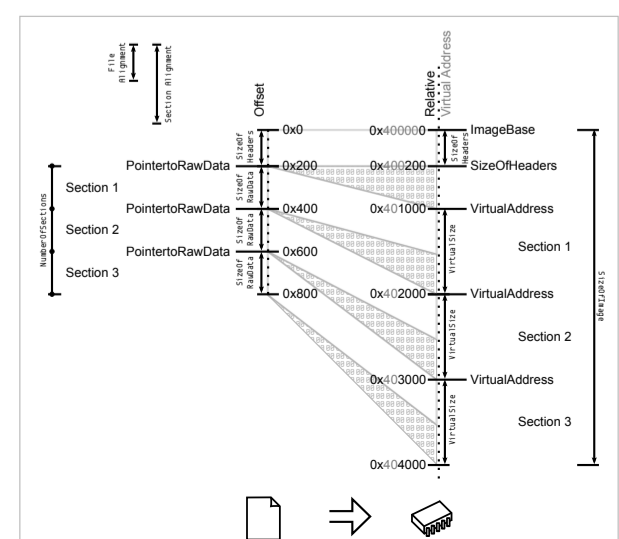 File
Alignment
Section Alignment
Offset
Relative
Virtual Address
0x0
0x400000
ImageBase
SizeOf
Headers
SizeOf
Headers
PointertoRawData
0x200
0x400200
SizeOfHeaders
Section 1
SizeOf
RawData
PointertoRawData
0x400
0x401000
VirtualAddress
NumberOfSections
Section 2
SizeOf
RawData
VirtualSize
Section 1
PointertoRawData
0x600
Section 3
SizeOf
RawData
0x800
0x402000
VirtualAddress
SizeOfImage
VirtualSize
Section 2
0x403000
VirtualAddress
VirtualSize
Section 3
0x404000